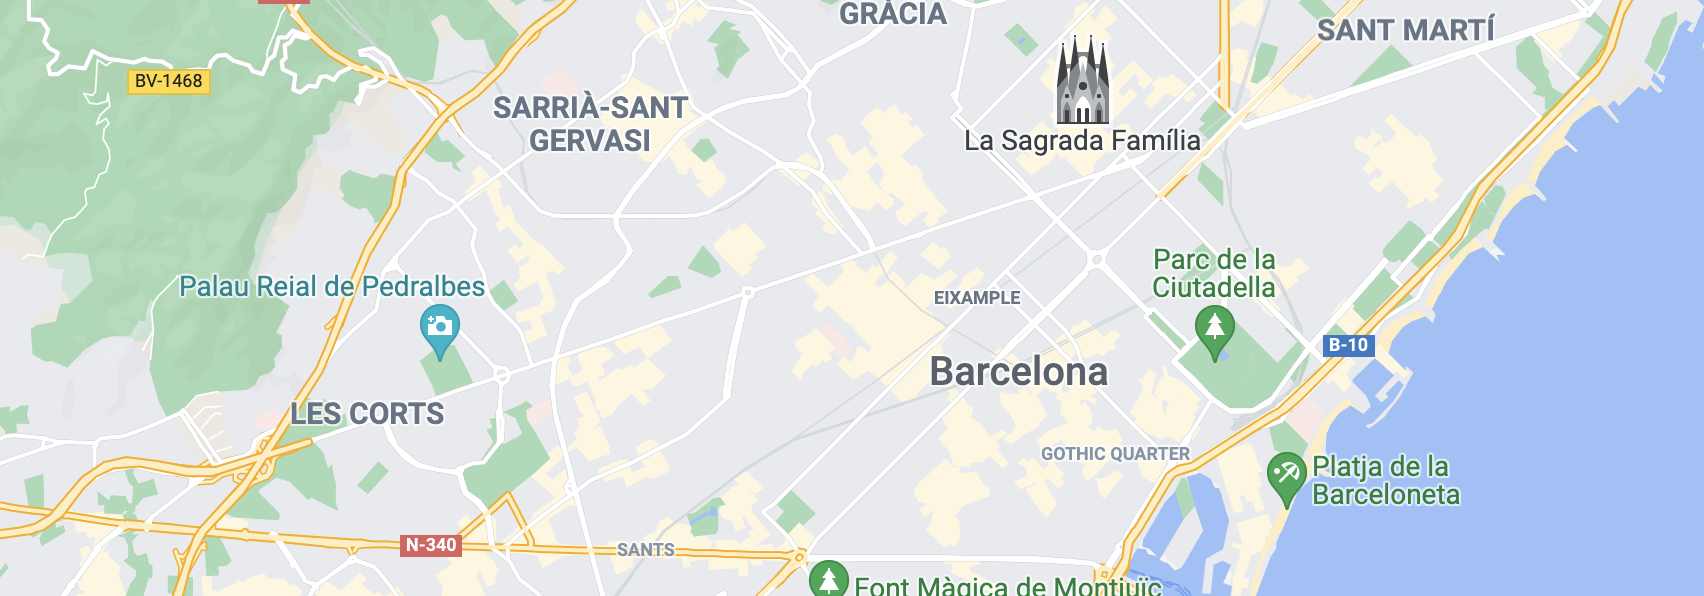 GRÀCIA
SANT MARTÍ
BV-1468
SARRIÀ-SANT
GERVASI
La Sagrada Família
Parc de la
Ciutadella
Palau Reial de Pedralbes
EIXAMPLE
B-10
Barcelona
LES CORTS
GOTHIC QUARTER
Platja de la
Barceloneta
N-340
SANTS
Font Màgica de Montjuïc